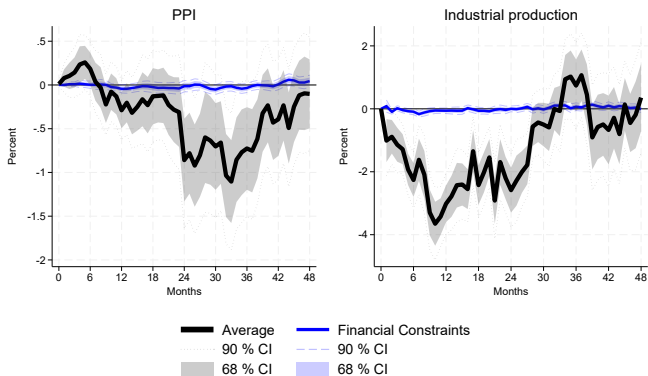 PPI
Industrial production
.5
0
-.5
-1
-1.5
-2
Percent
0 6 12 18 24 30 36 42 48
Months
2
0
-2
-4
Percent
0 6 12 18 24 30 36 42 48
Months
Average
Financial Constraints
90 % CI
90 % CI
68 % CI
68 % CI